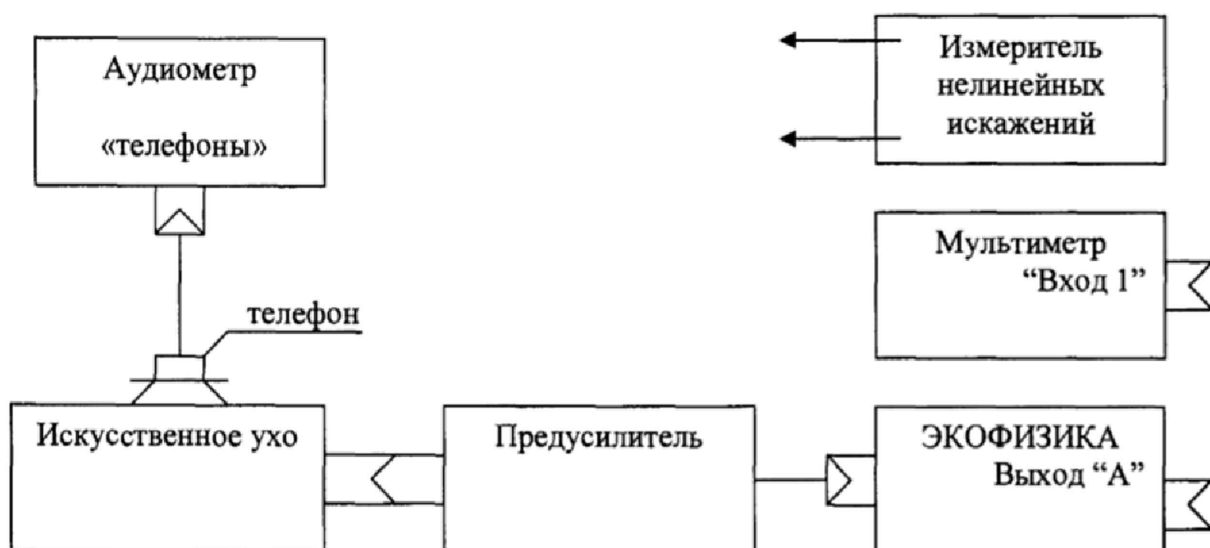 Аудиометр
«телефоны»
Измеритель
нелинейных
искажений
Мультиметр
“Вход 1”
телефон
Искусственное ухо
Предусилитель
ЭКОФИЗИКА
Выход “А”